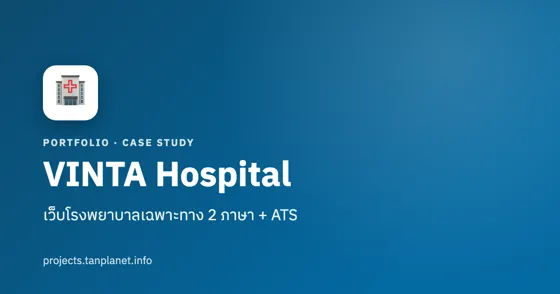 PORTFOLIO · CASE STUDY
VINTA Hospital
เว็บโรงพยาบาลเฉพาะทาง 2 ภาษา + ATS
projects.tanplanet.info